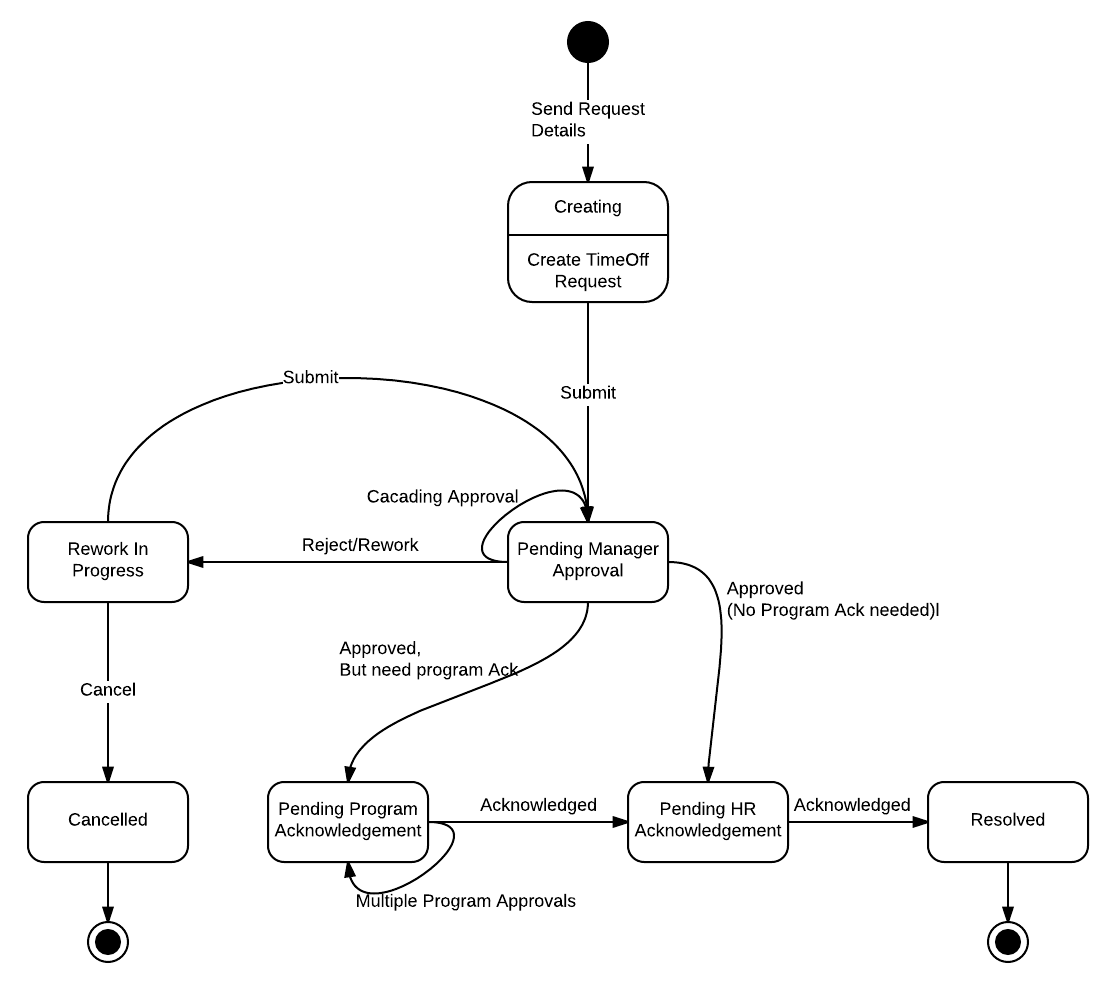 Send Request
Details
Creating
Create TimeOff
Request
Submit
Submit
Cacading Approval
Rework In
Progress
Reject/Rework
Pending Manager
Approval
Approved
(No Program Ack needed)l
Approved,
But need program Ack
Cancel
Cancelled
Pending Program
Acknowledgement
Acknowledged
Pending HR
Acknowledgement
Acknowledged
Resolved
Multiple Program Approvals